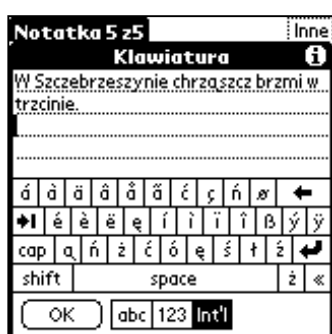 Notatka 5 z5 Inne
Klawiatura
W Szczebrzeszynie chrząszcz brzmi w
trzcinie.
á à ä â å ã ć ç ń ø
é è ë ę í ì ï î ß ý ÿ
cap ą ń ż ć ó ę ś ł ź
shift space ż «
OK abc 123 Int'l